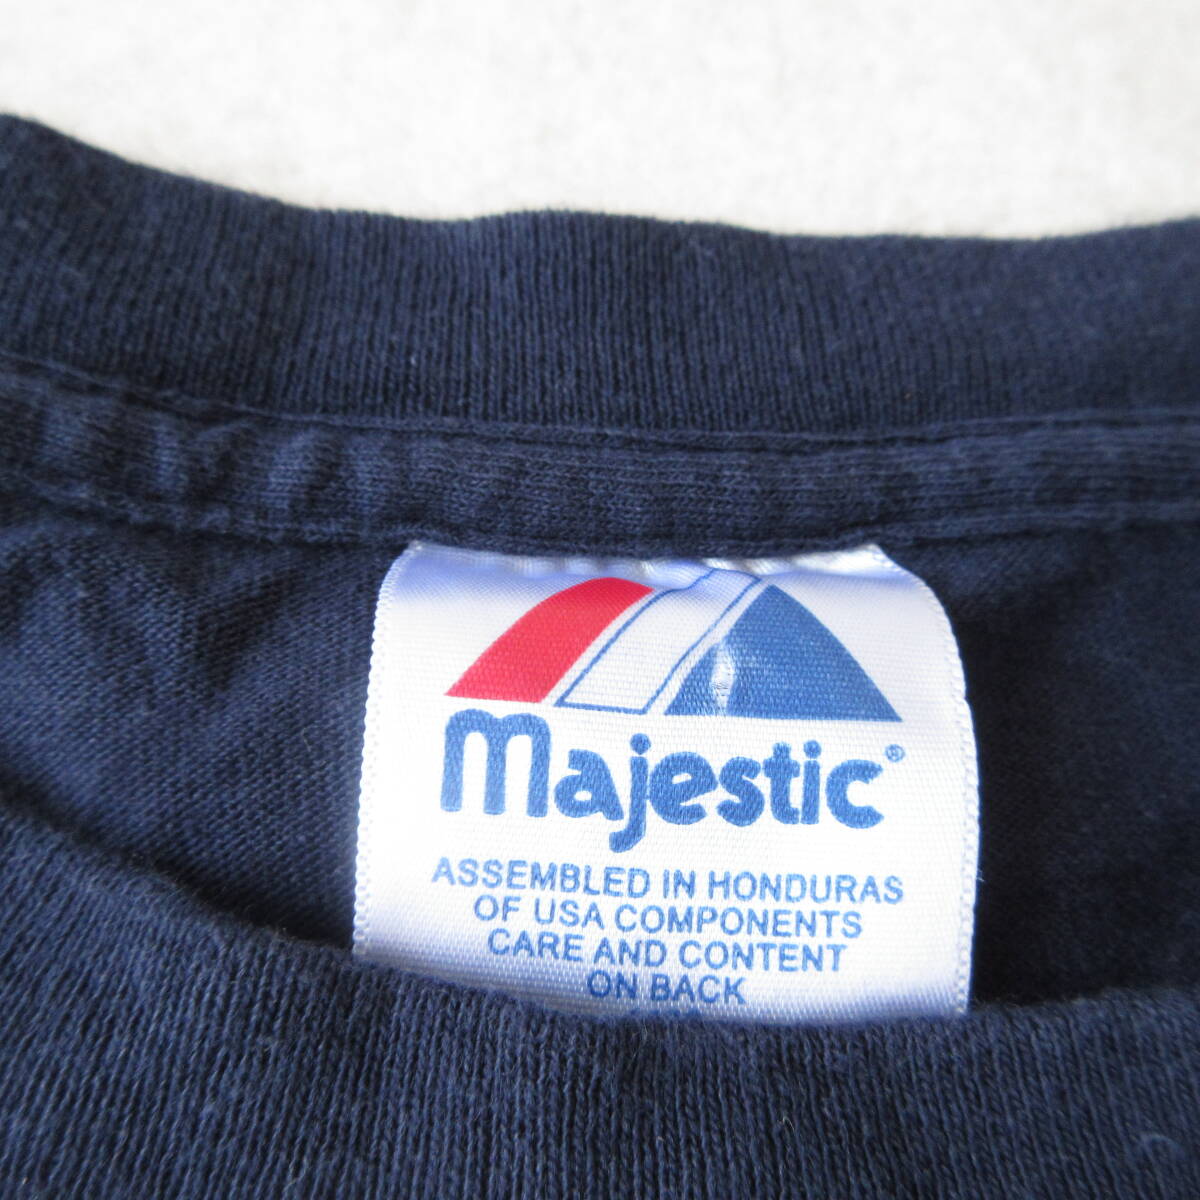 majestic®
ASSEMBLED IN HONDURAS
OF USA COMPONENTS
CARE AND CONTENT
ON BACK